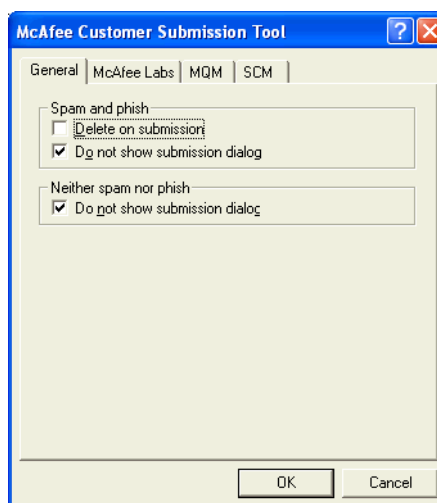 McAfee Customer Submission Tool ?
General McAfee Labs MQM SCM
Spam and phish
Delete on submission
Do not show submission dialog
Neither spam nor phish
Do not show submission dialog
OK Cancel